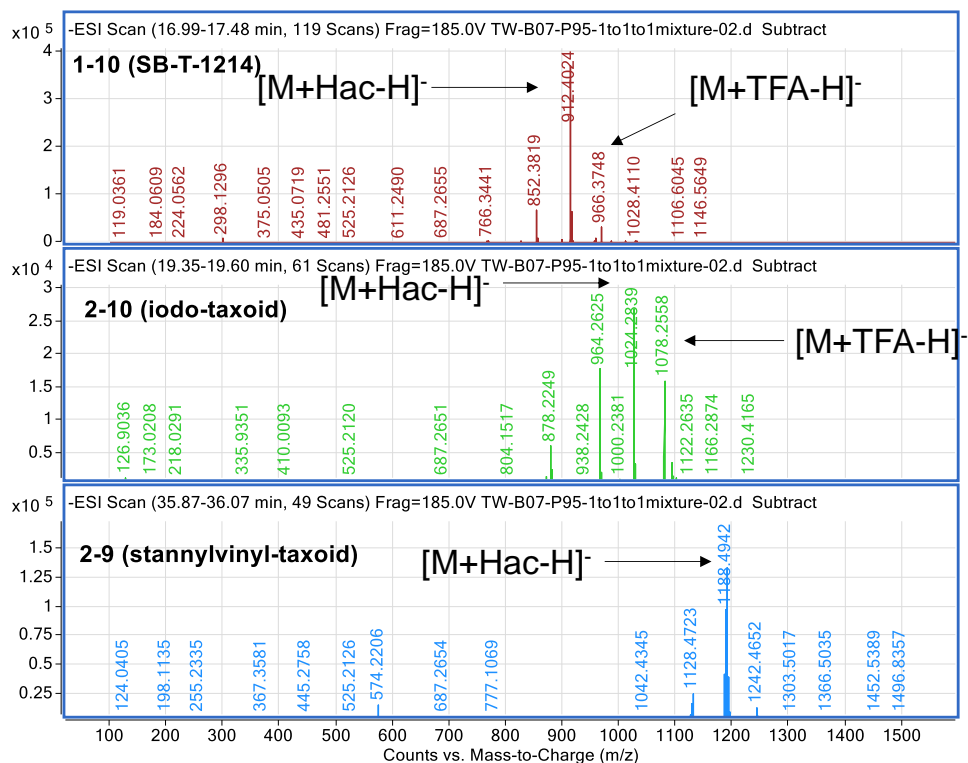 -ESI Scan (16.99-17.48 min, 119 Scans) Frag=185.0V TW-B07-P95-1to1to1mixture-02.d Subtract
x10 5
1-10 (SB-T-1214)
[M+Hac-H]-
[M+TFA-H]-
4
3
2
1
0
119.0361 184.0609 224.0562 298.1296 375.0505 435.0719 481.2551 525.2126 611.2490 687.2655 766.3441 852.3819 912.4024 966.3748 1028.4110 1106.6045 1146.5649
-ESI Scan (19.35-19.60 min, 61 Scans) Frag=185.0V TW-B07-P95-1to1to1mixture-02.d Subtract
x10 4
2-10 (iodo-taxoid)
[M+Hac-H]-
[M+TFA-H]-
3
2.5
2
1.5
1
0.5
126.9036 173.0208 218.0291 335.9351 410.0093 525.2120 687.2651 804.1517 878.2249 938.2428 964.2625 1000.2381 1024.2839 1078.2558 1122.2635 1166.2874 1230.4165
-ESI Scan (35.87-36.07 min, 49 Scans) Frag=185.0V TW-B07-P95-1to1to1mixture-02.d Subtract
x10 5
2-9 (stannylvinyl-taxoid)
[M+Hac-H]-
1.5
1.25
1
0.75
0.5
0.25
124.0405 198.1135 255.2335 367.3581 445.2758 525.2126 574.2206 687.2654 777.1069 1042.4345 1128.4723 1188.4942 1242.4652 1303.5017 1366.5035 1452.5389 1496.8357
100 200 300 400 500 600 700 800 900 1000 1100 1200 1300 1400 1500
Counts vs. Mass-to-Charge (m/z)